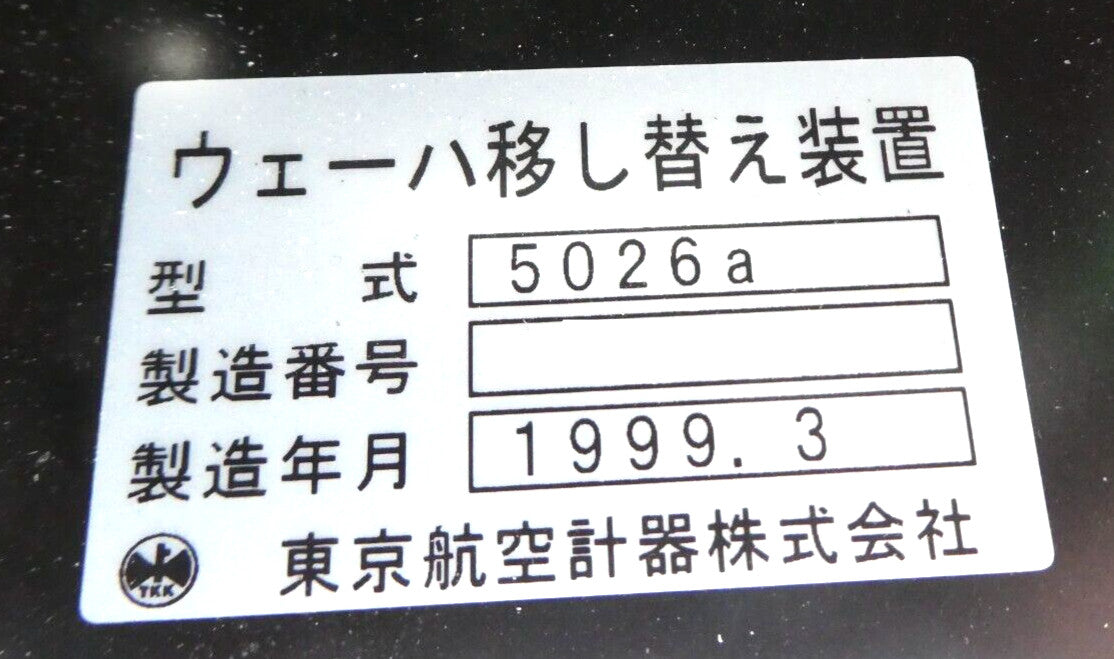 ウェーハ移し替え装置
型式 5026a
製造番号
製造年月 1999.3
TKK 東京航空計器株式会社